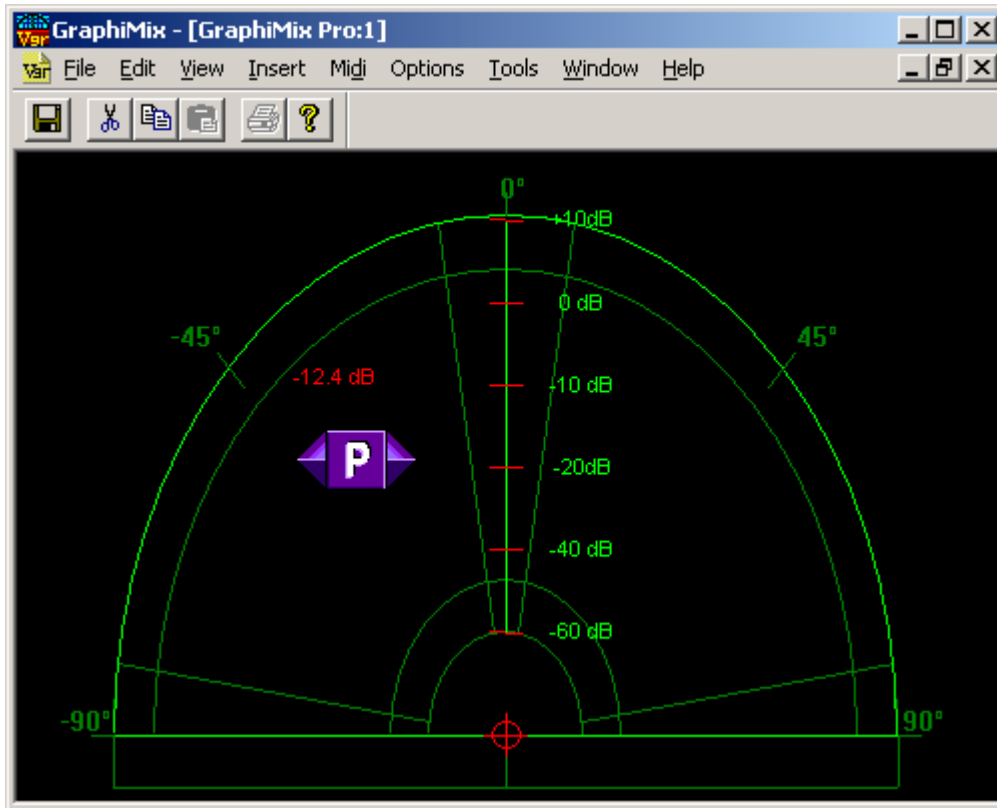 GraphiMix - [GraphiMix Pro:1]
Var File Edit View Insert Midi Options Tools Window Help
0°
+10dB
0 dB
-45° 45°
-12.4 dB
-10 dB
P
-20dB
-40 dB
-60 dB
-90° 90°